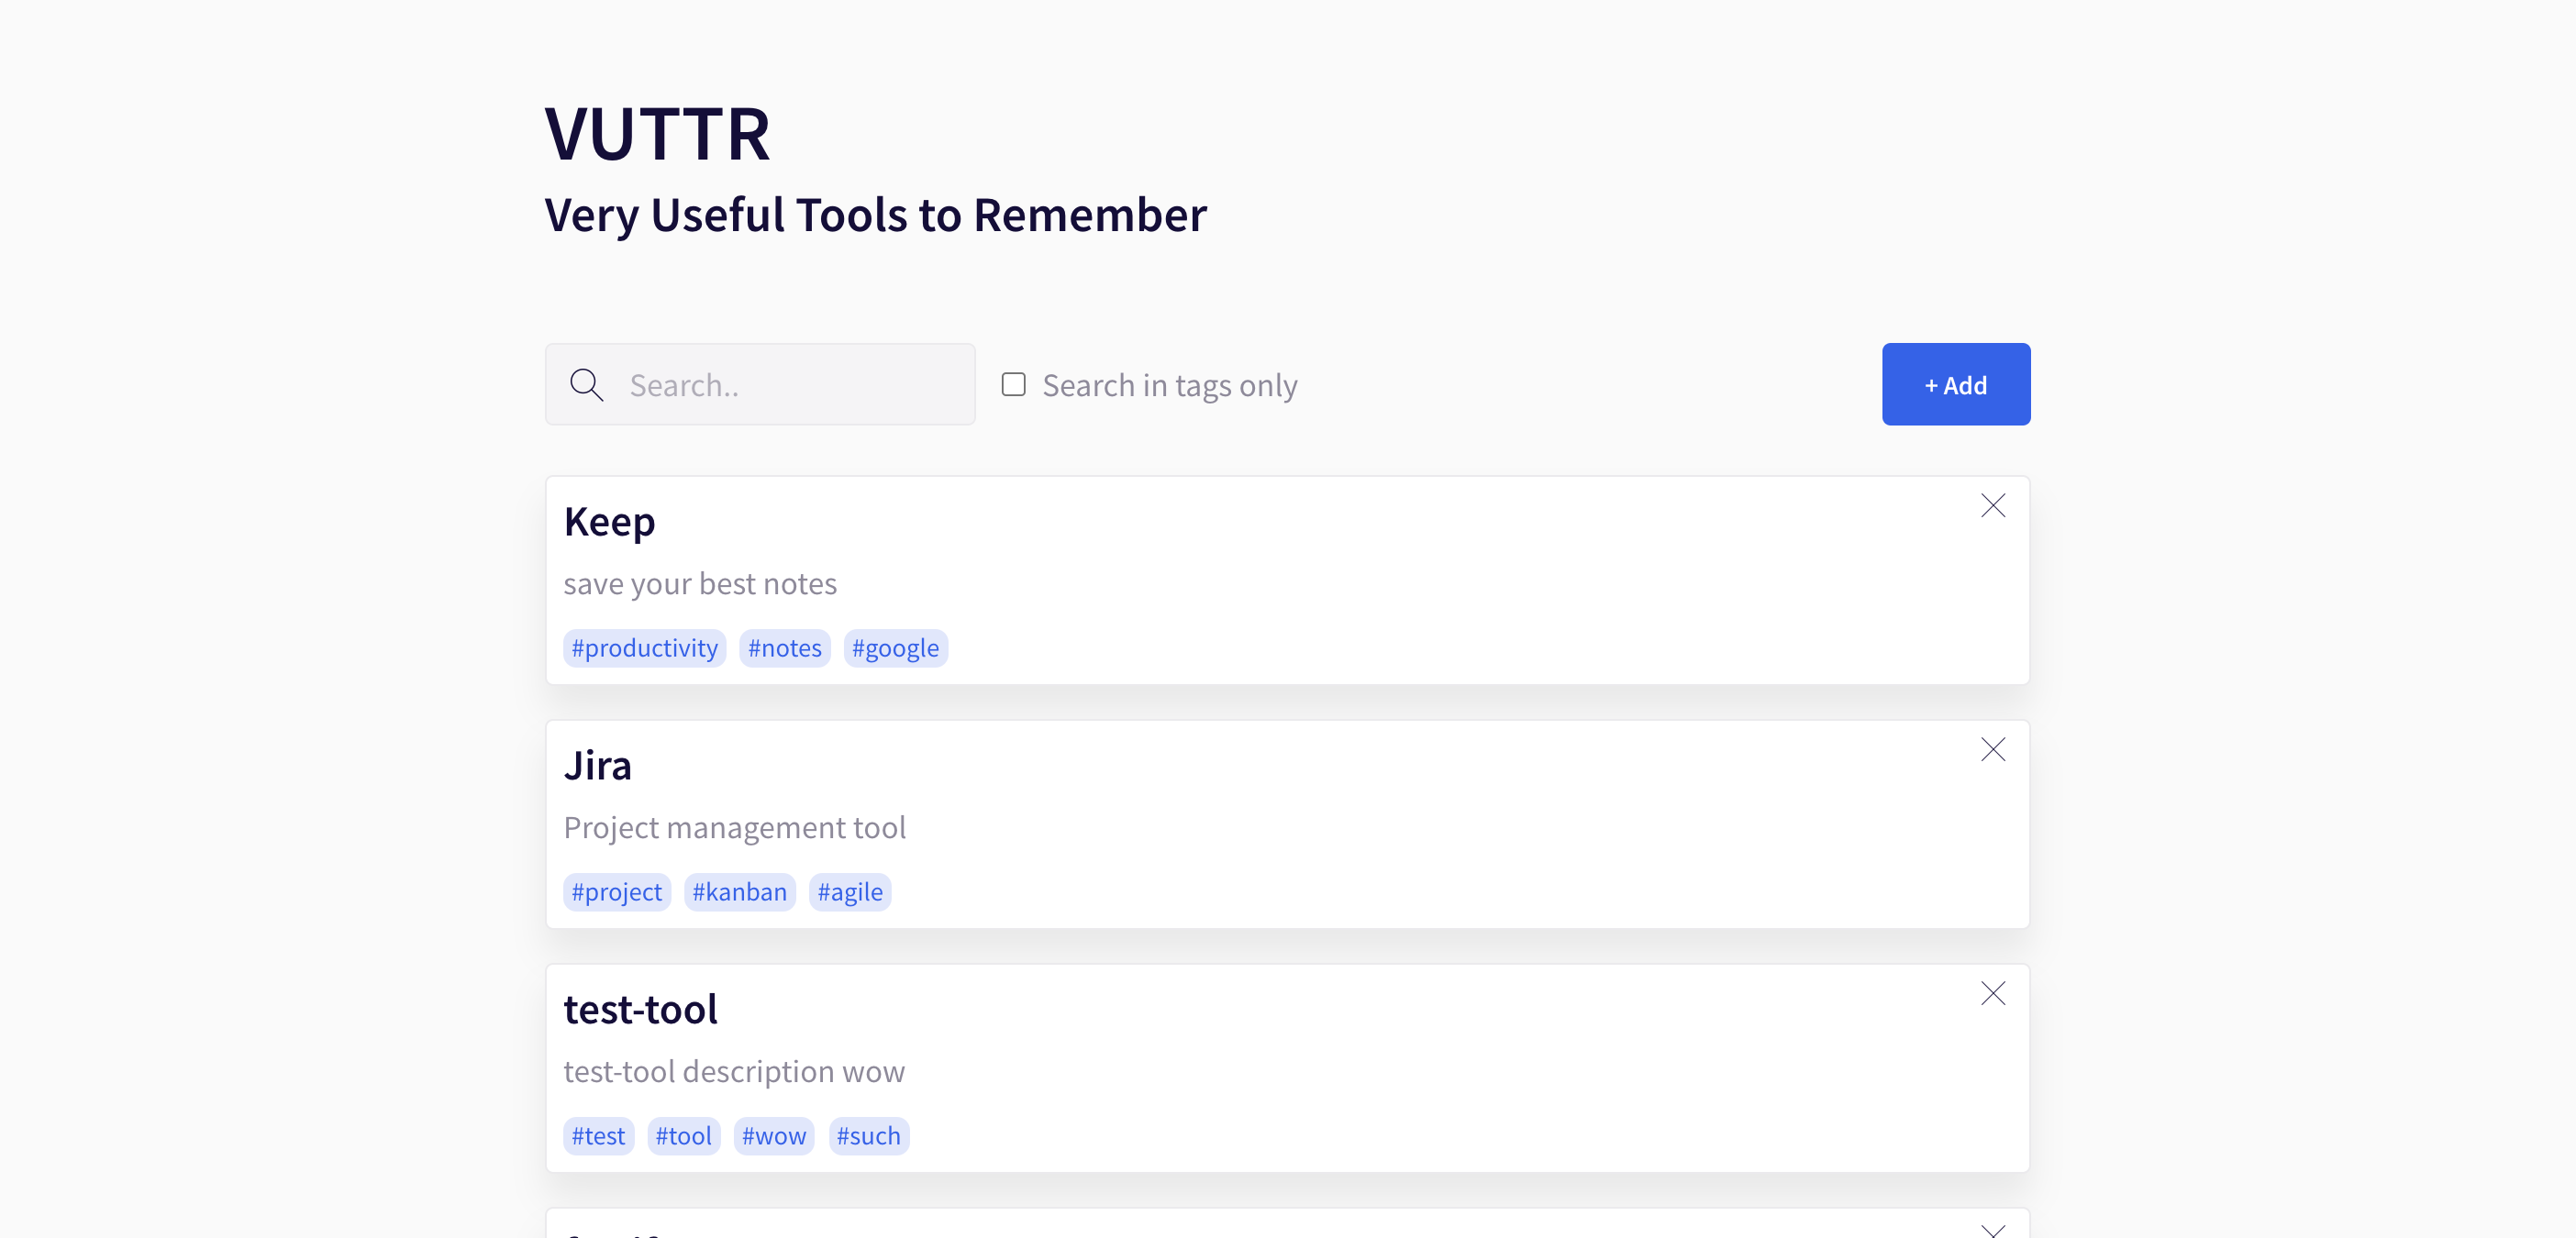 VUTTR
Very Useful Tools to Remember
Search..
Search in tags only
+ Add
Keep
save your best notes
#productivity #notes #google
Jira
Project management tool
#project #kanban #agile
test-tool
test-tool description wow
#test #tool #wow #such